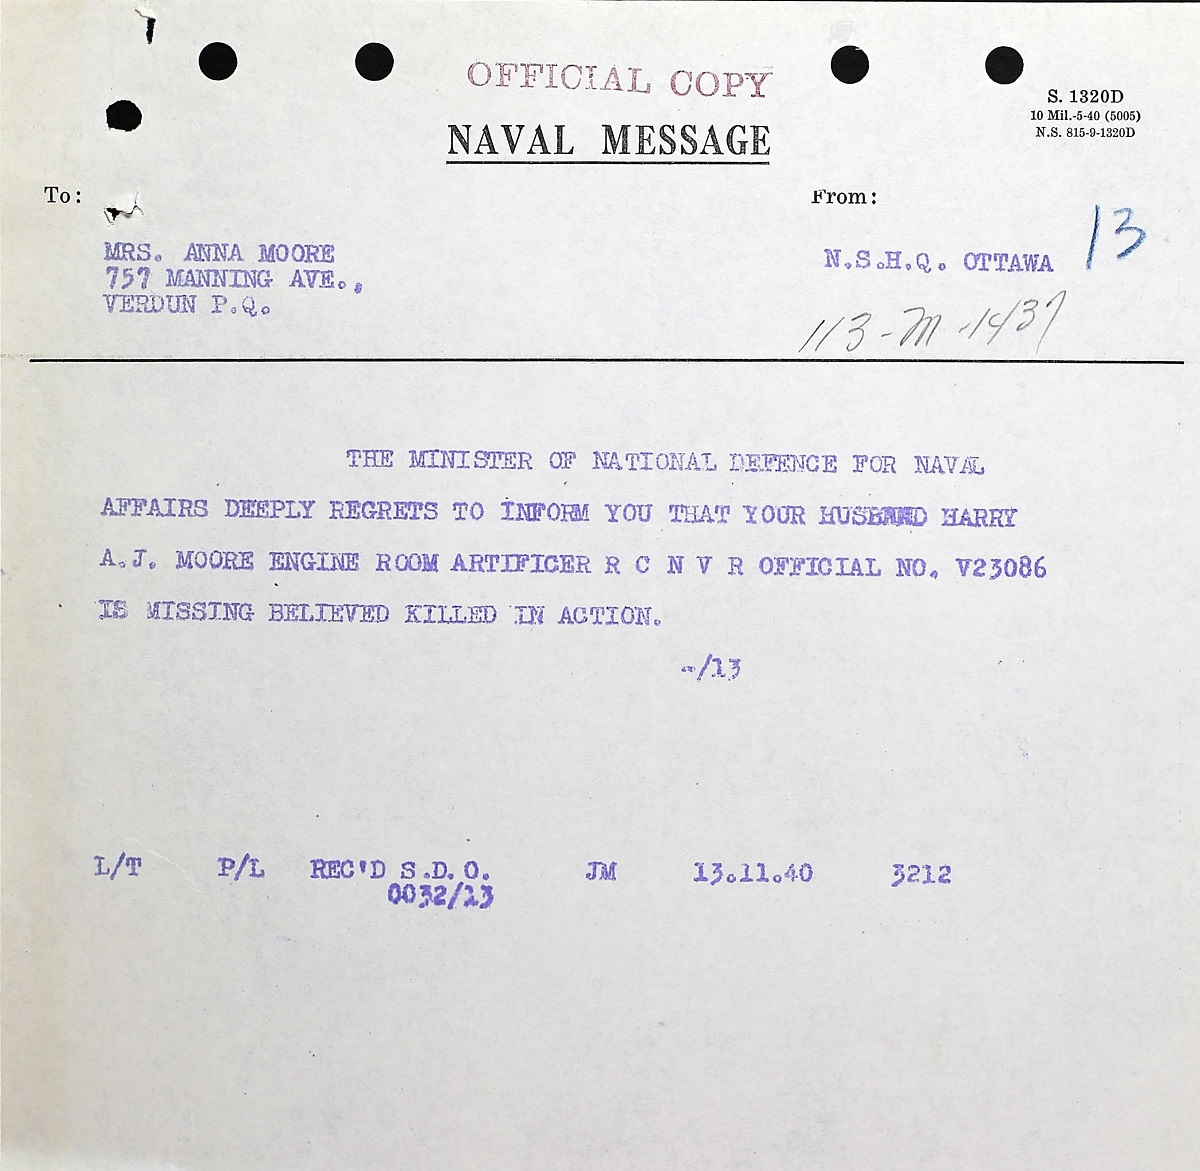 OFFICIAL COPY
S. 1320D
10 Mil.-5-40 (5005)
N.S. 815-9-1320D
NAVAL MESSAGE
To:
From:
13
MRS. ANNA MOORE
757 MANNING AVE.,
VERDUN P.Q.
N.S.H.Q. OTTAWA
113-M-1437
THE MINISTER OF NATIONAL DEFENCE FOR NAVAL
AFFAIRS DEEPLY REGRETS TO INFORM YOU THAT YOUR HUSBAND HARRY
A.J. MOORE ENGINE ROOM ARTIFICER R C N V R OFFICIAL NO. V23086
IS MISSING BELIEVED KILLED IN ACTION.
-/13
L/T P/L REC'D S.D.O. JM 13.11.40 3212
0032/13